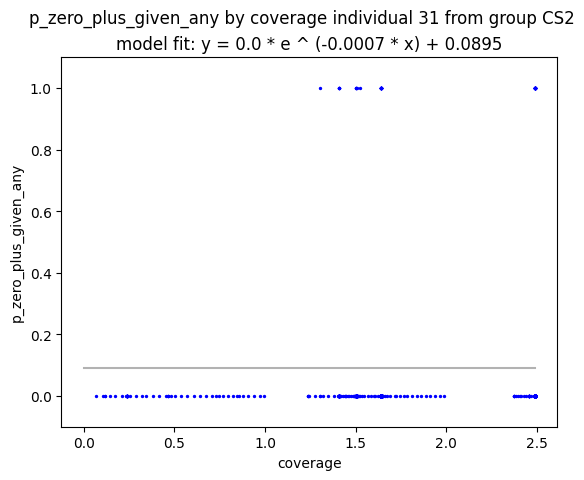 p_zero_plus_given_any by coverage individual 31 from group CS2
model fit: y = 0.0 * e ^ (-0.0007 * x) + 0.0895
1.0
0.8
0.6
0.4
0.2
0.0
p_zero_plus_given_any
0.0 0.5 1.0 1.5 2.0 2.5
coverage